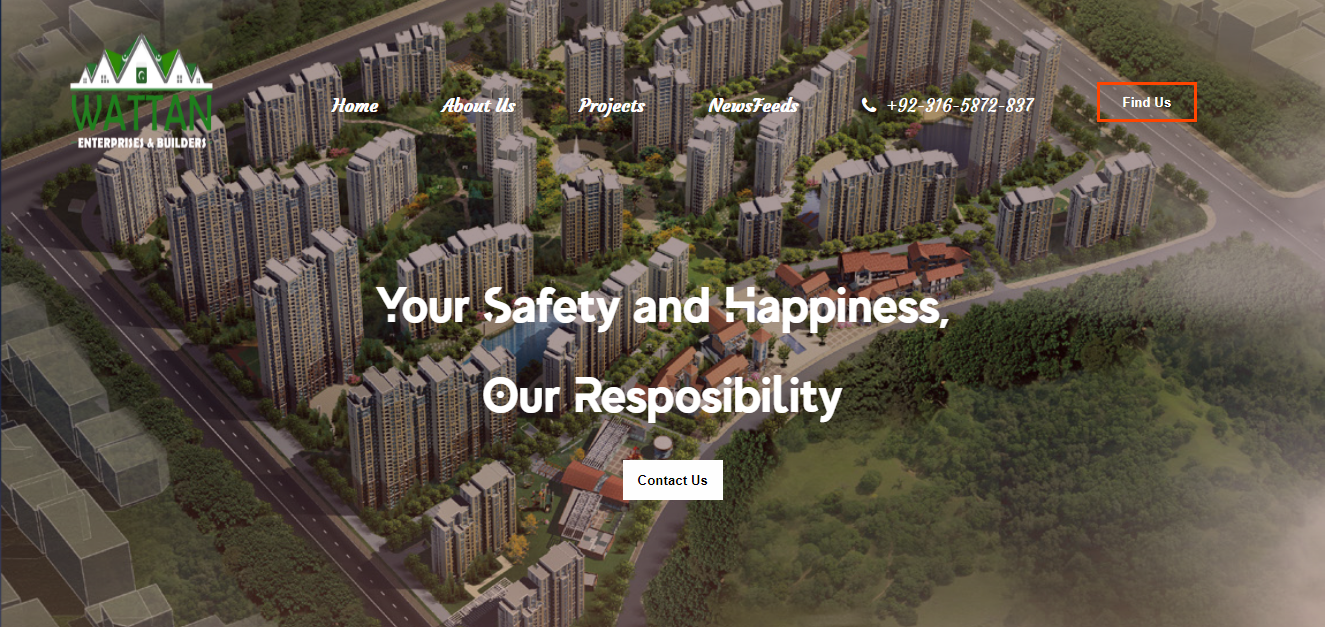 WATTAN
ENTERPRISES & BUILDERS
Home
About Us
Projects
NewsFeeds
+92-316-5872-837
Find Us
Your Safety and Happiness,
Our Resposibility
Contact Us